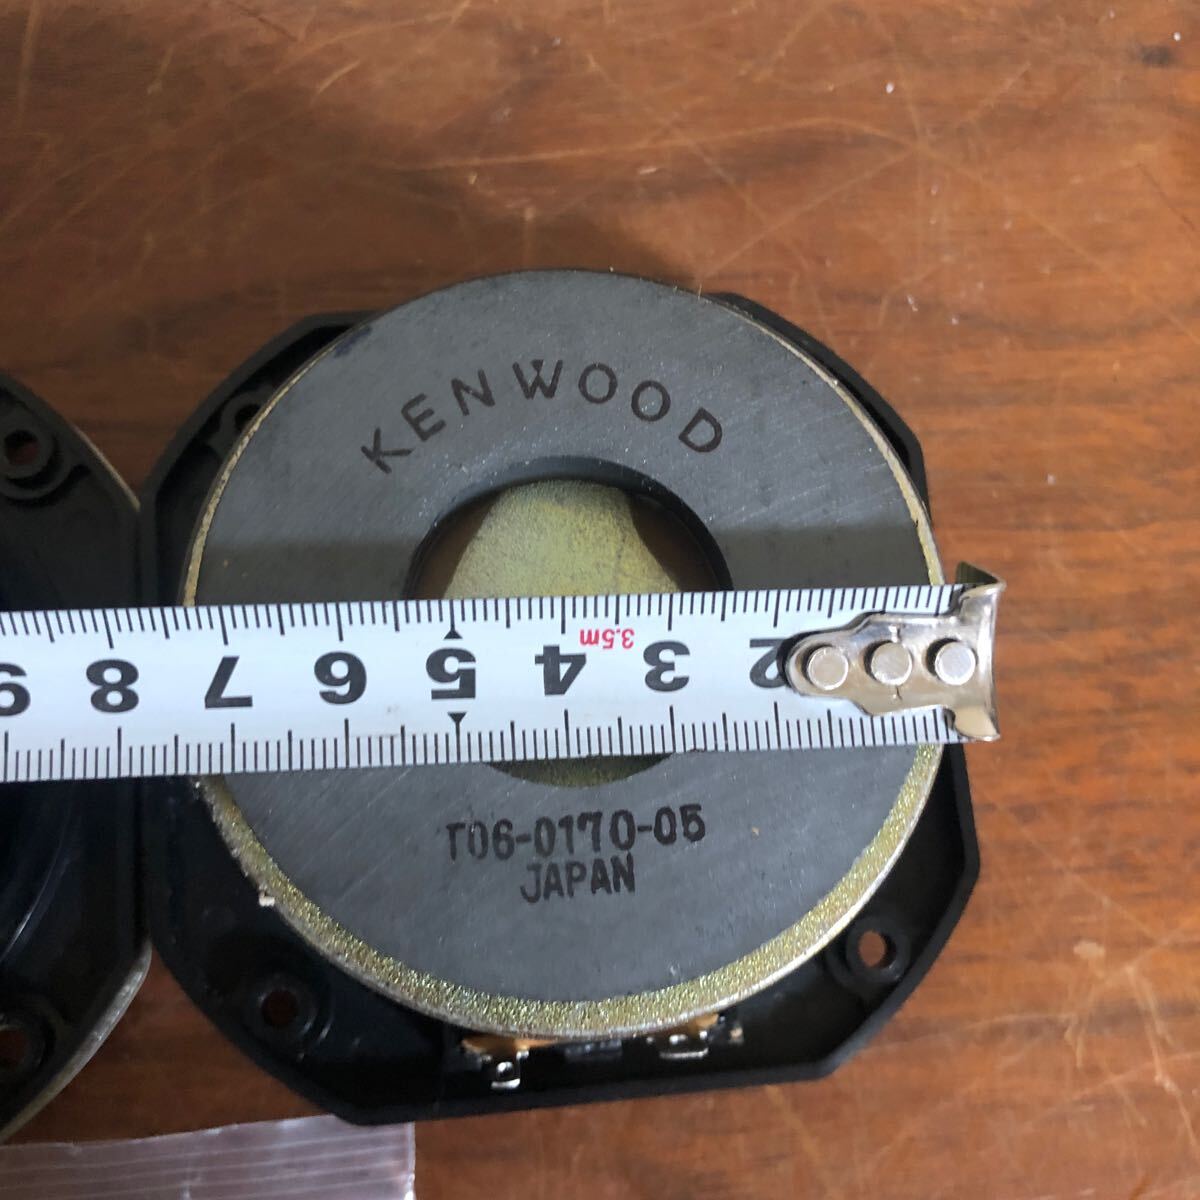 KENWOOD
3.5m
9 8 7 6 5 4 3 2
T06-0170-05
JAPAN